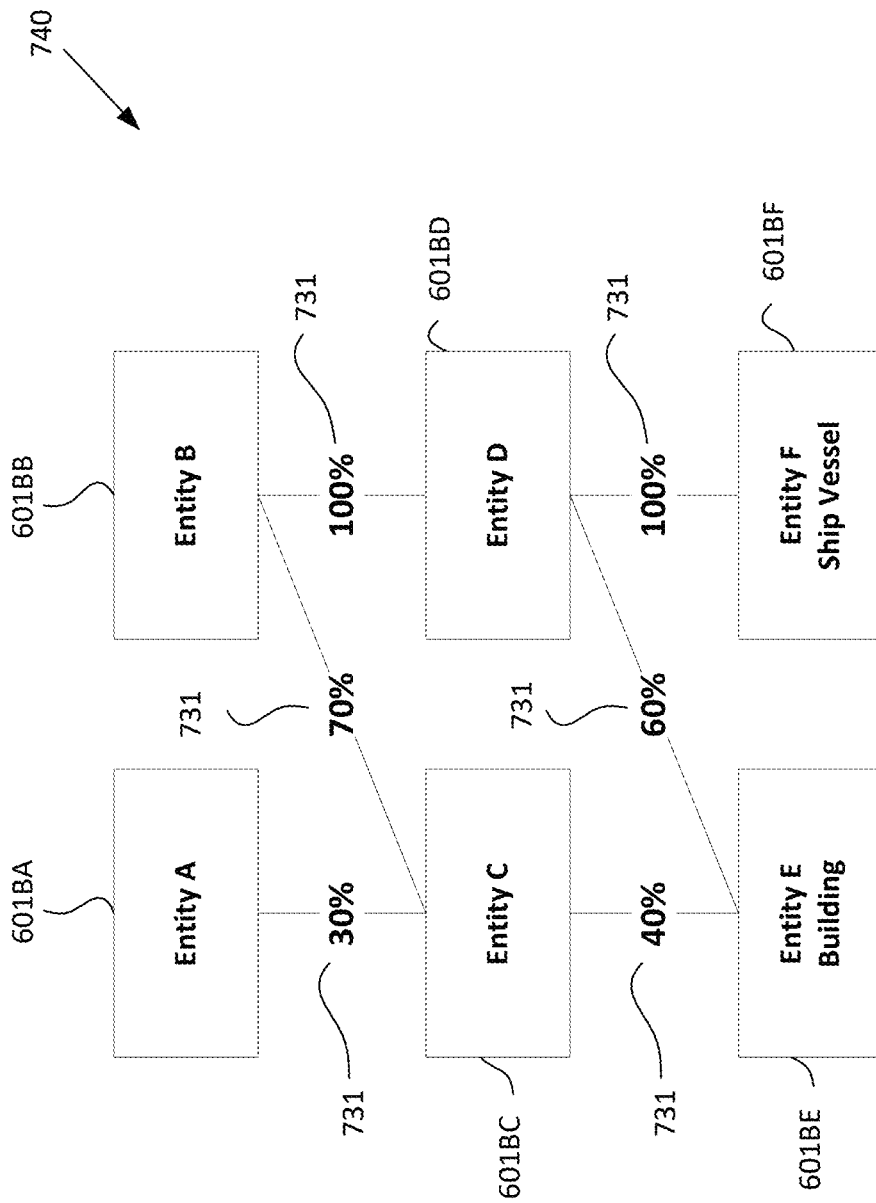 740
601BA
601BB
Entity A
Entity B
731
731
30%
70%
100%
731
601BD
Entity C
Entity D
601BC
731
731
40%
60%
100%
731
601BF
Entity E
Building
Entity F
Ship Vessel
601BE